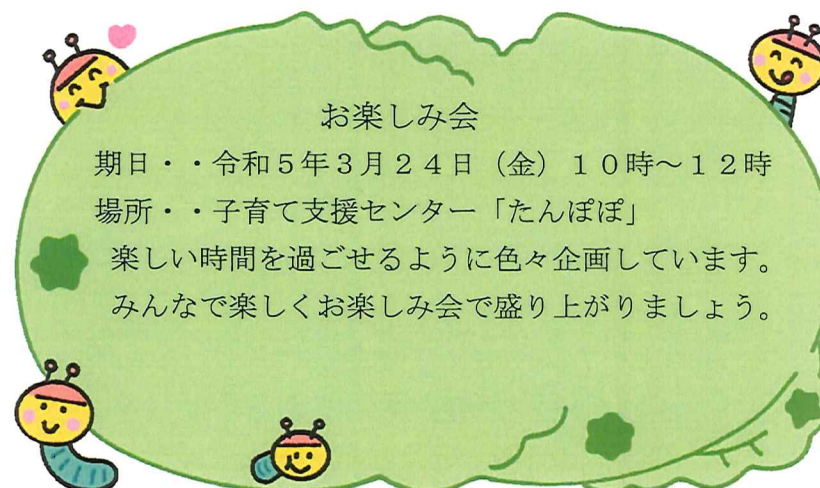 お楽しみ会
期日・・令和５年３月２４日（金）１０時～１２時
場所・・子育て支援センター「たんぽぽ」
楽しい時間を過ごせるように色々企画しています。
みんなで楽しくお楽しみ会で盛り上がりましょう。